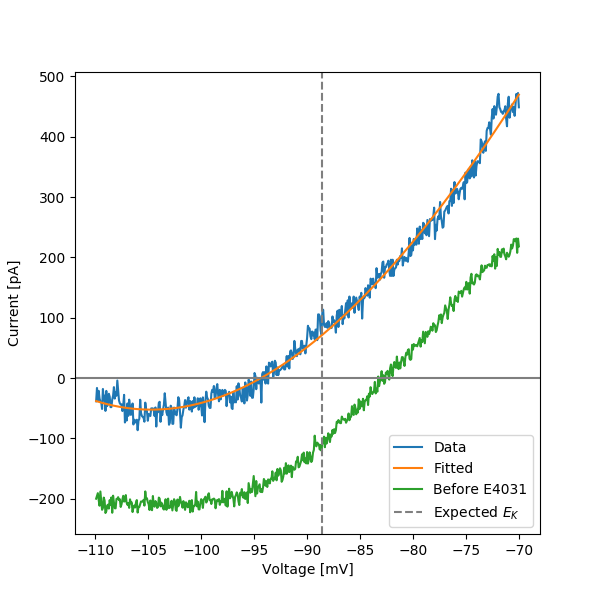 500
400
300
200
100
0
−100
−200
Current [pA]
Data
Fitted
Before E4031
Expected E_K
−110
−105
−100
−95
−90
−85
−80
−75
−70
Voltage [mV]